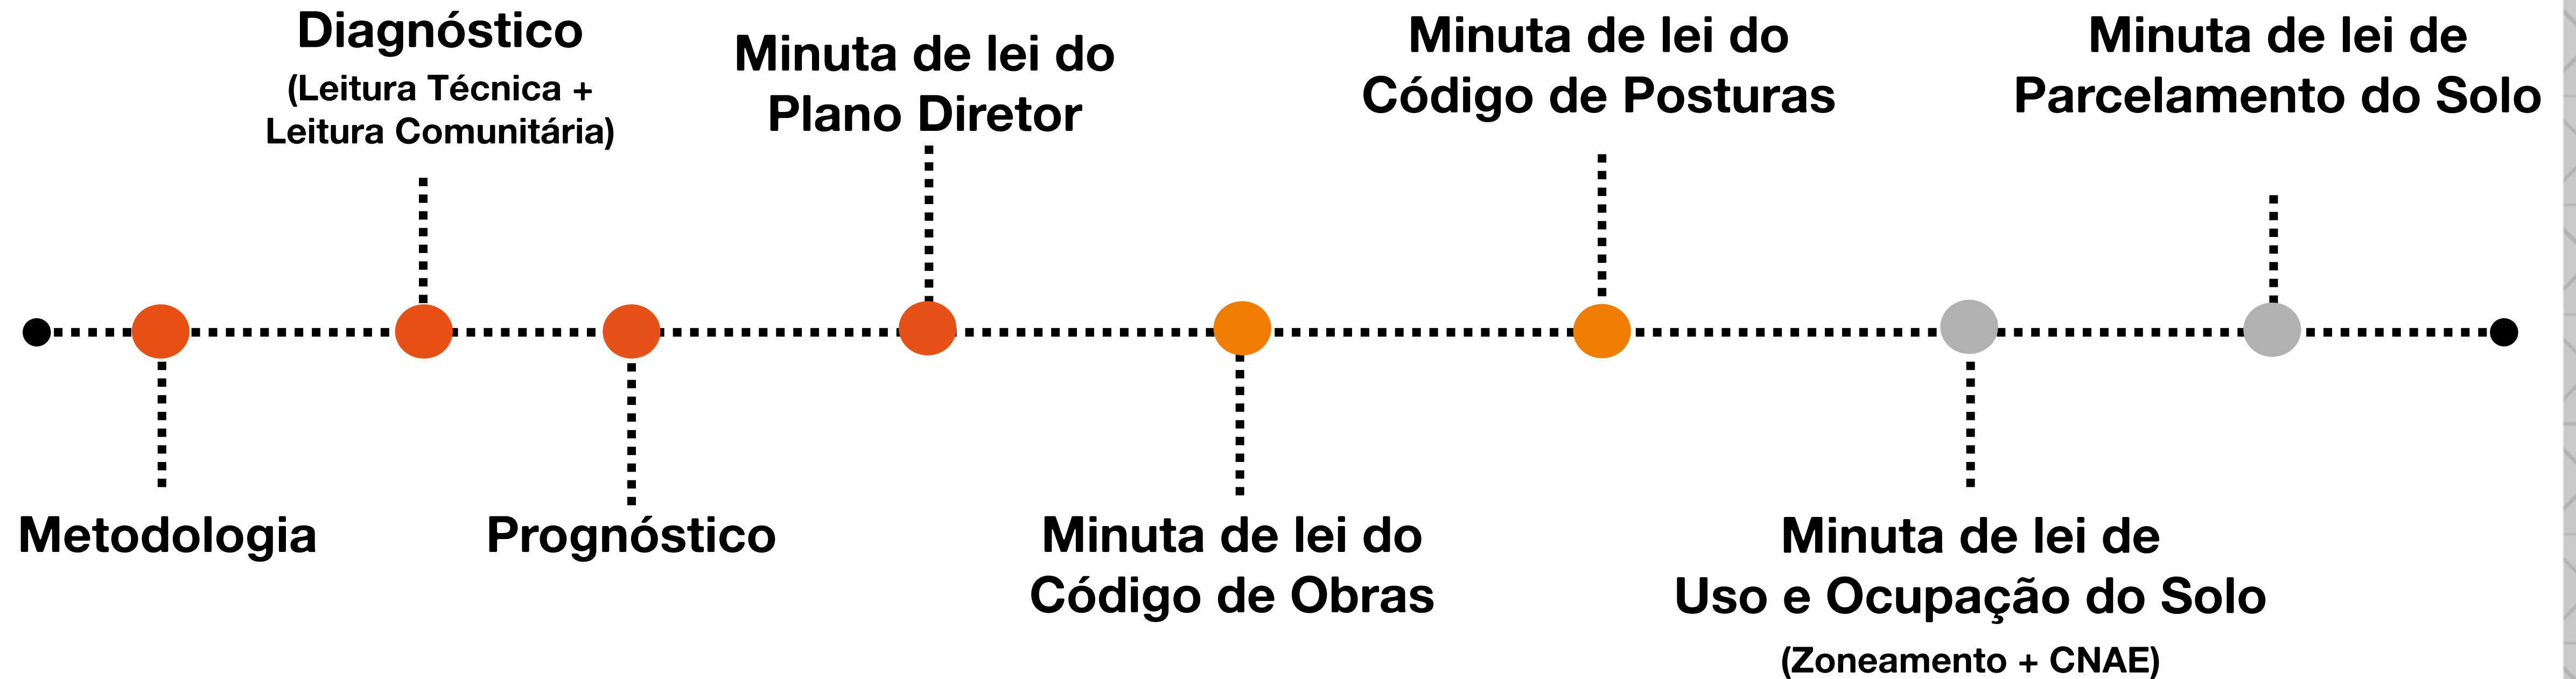 Diagnóstico
(Leitura Técnica +
Leitura Comunitária)
Minuta de lei do
Plano Diretor
Minuta de lei do
Código de Posturas
Minuta de lei de
Parcelamento do Solo
Metodologia
Prognóstico
Minuta de lei do
Código de Obras
Minuta de lei de
Uso e Ocupação do Solo
(Zoneamento + CNAE)